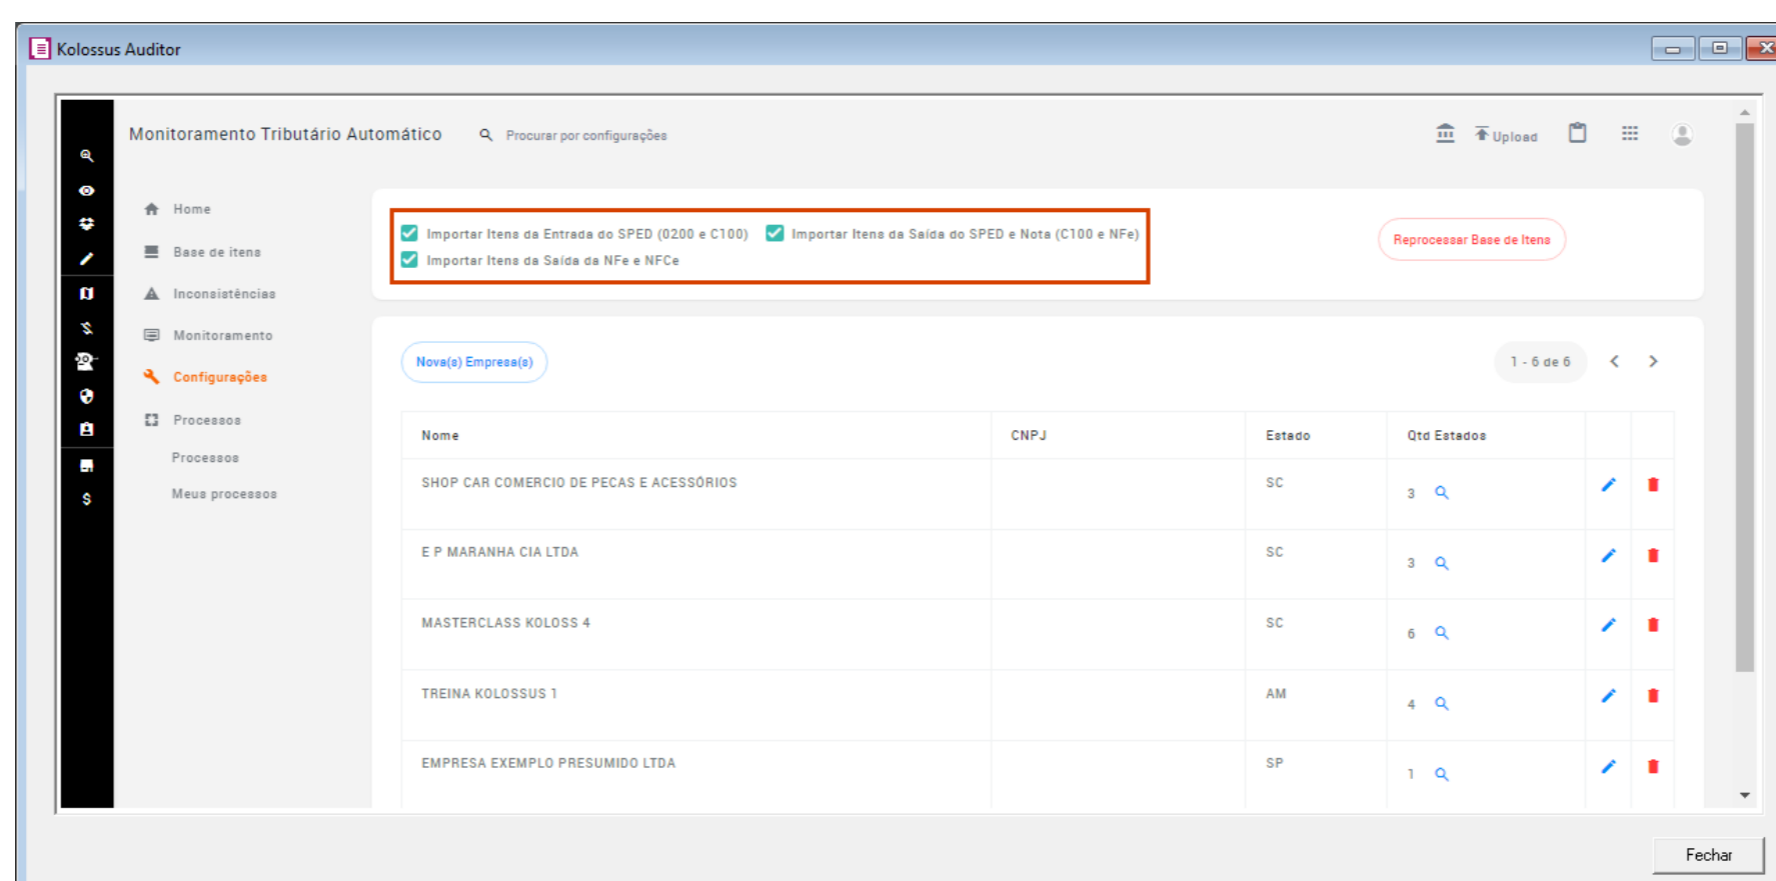 Kolossus Auditor
Monitoramento Tributário Automático
Procurar por configurações
Upload
Home
Base de itens
Inconsistências
Monitoramento
Configurações
Processos
Processos
Meus processos
Importar Itens da Entrada do SPED (0200 e C100)
Importar Itens da Saída do SPED e Nota (C100 e NFe)
Importar Itens da Saída da NFe e NFCe
Reprocessar Base de Itens
Nova(s) Empresa(s)
1 - 6 de 6
Nome CNPJ Estado Qtd Estados
SHOP CAR COMERCIO DE PECAS E ACESSÓRIOS SC 3
E P MARANHA CIA LTDA SC 3
MASTERCLASS KOLOSS 4 SC 6
TREINA KOLOSSUS 1 AM 4
EMPRESA EXEMPLO PRESUMIDO LTDA SP 1
Fechar